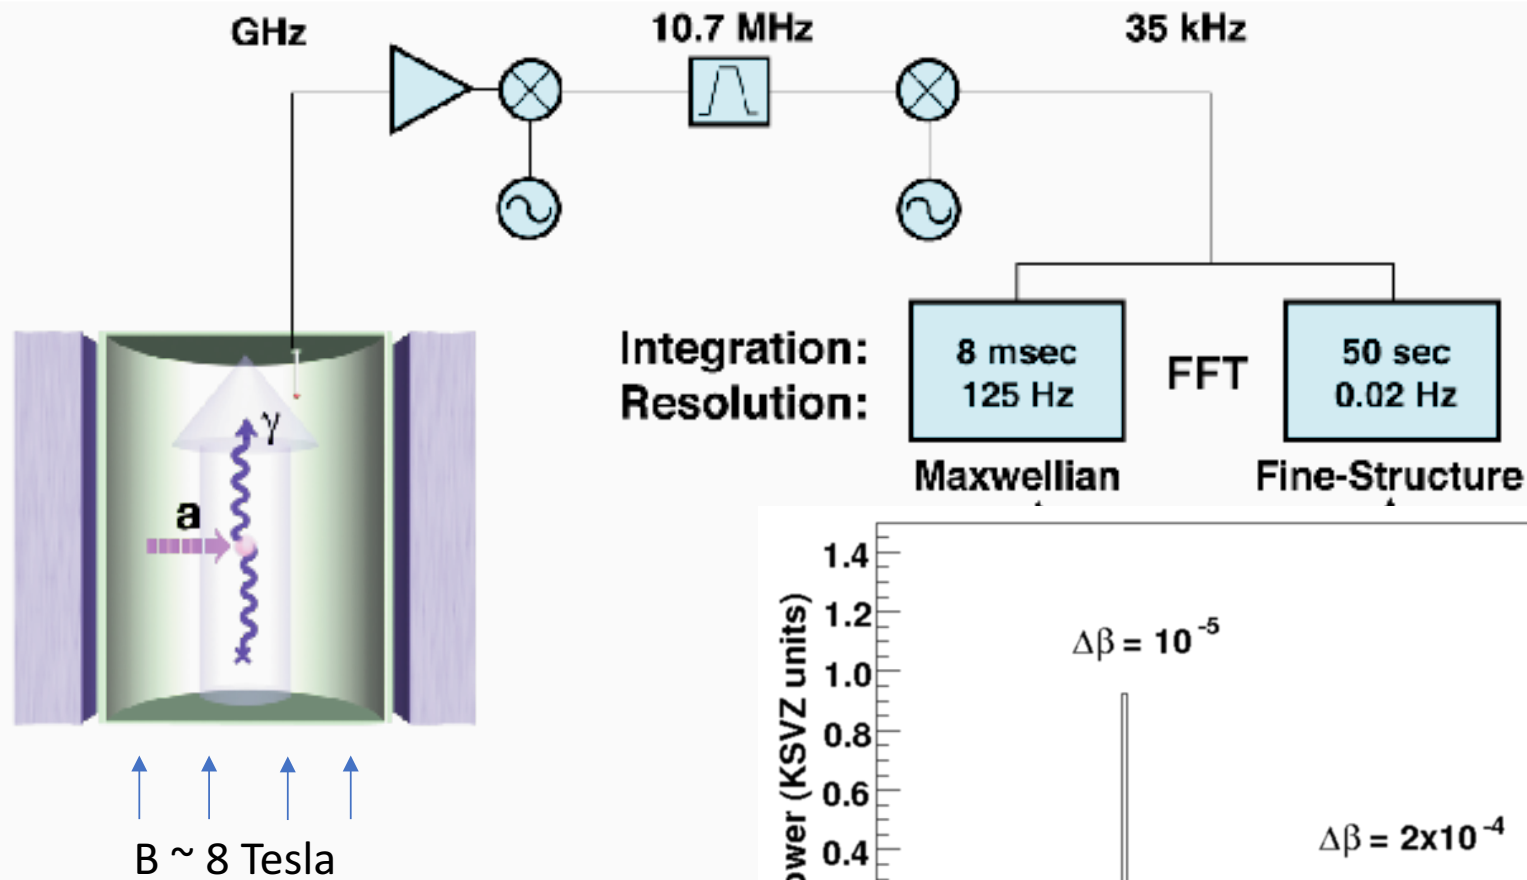 GHz
10.7 MHz
35 kHz
Integration:
Resolution:
8 msec
125 Hz
FFT
50 sec
0.02 Hz
Maxwellian
Fine-Structure
γ
a
B ~ 8 Tesla
1.4
1.2
1.0
0.8
0.6
0.4
(KSVZ units)
Δβ = 10⁻⁵
Δβ = 2x10⁻⁴